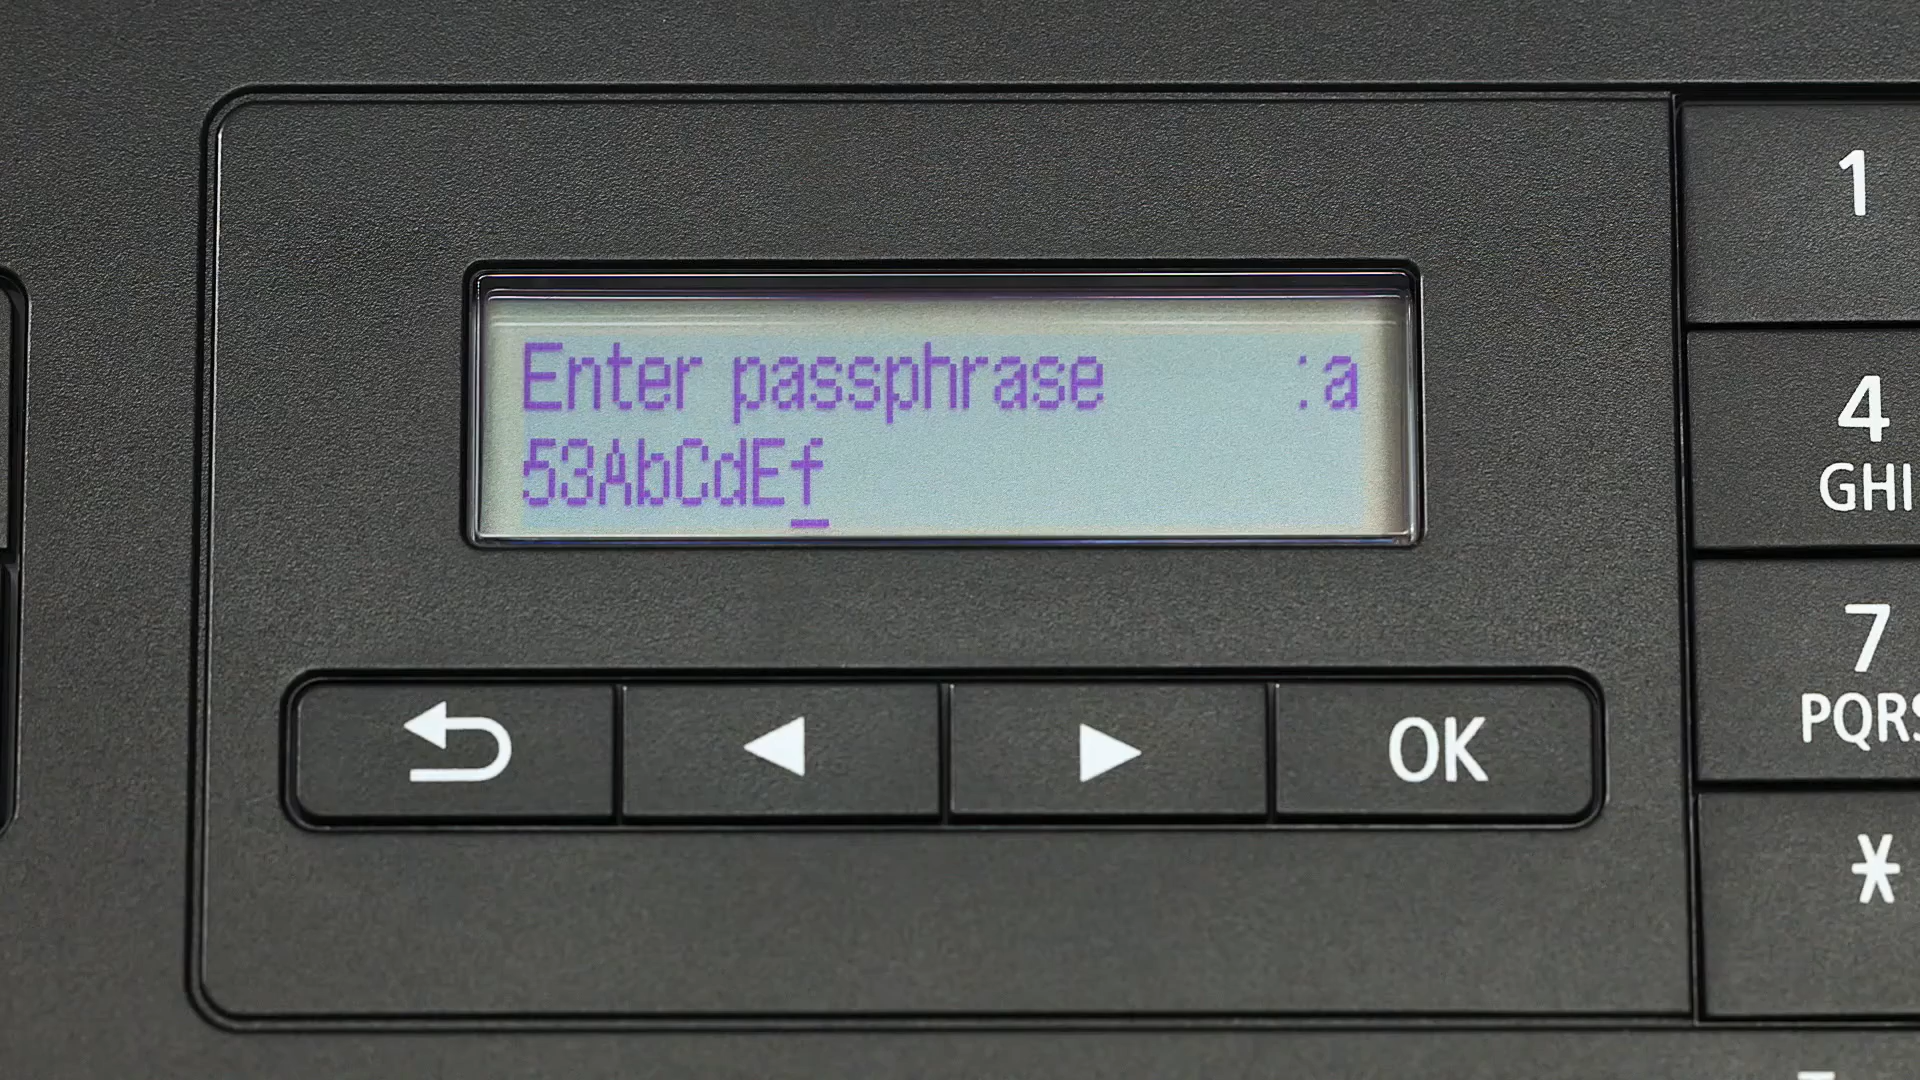 Enter passphrase :a
53AbCdEf
OK
1
4
GHI
7
PQRS
*